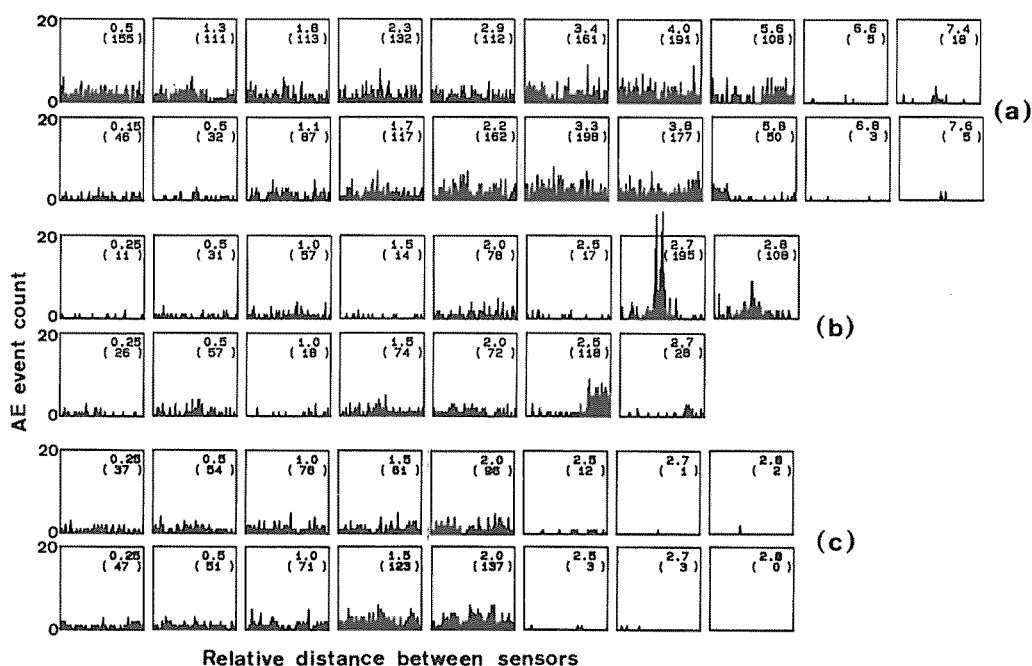 20 0.5 1.3 1.8 2.3 2.9 3.4 4.0 5.6 6.6 7.4
(155) (111) (113) (132) (112) (161) (191) (108) ( 5 ) ( 18 )
0
(a)
20 0.15 0.5 1.1 1.7 2.2 3.3 3.8 5.8 6.8 7.6
( 46 ) ( 32 ) ( 87 ) (117) (162) (198) (177) ( 50 ) ( 3 ) ( 5 )
0
20 0.25 0.5 1.0 1.5 2.0 2.5 2.7 2.8
( 11 ) ( 31 ) ( 57 ) ( 14 ) ( 78 ) ( 17 ) (195) (108)
0
(b)
20 0.25 0.5 1.0 1.5 2.0 2.5 2.7
( 26 ) ( 57 ) ( 18 ) ( 74 ) ( 72 ) (118) ( 28 )
0
AE event count
20 0.25 0.5 1.0 1.5 2.0 2.5 2.7 2.8
( 37 ) ( 54 ) ( 76 ) ( 61 ) ( 12 ) ( 1 ) ( 2 )
0
(c)
20 0.25 0.5 1.0 1.5 2.0 2.5 2.7 2.8
( 47 ) ( 51 ) ( 71 ) (123) (137) ( 3 ) ( 3 ) ( 0 )
0
Relative distance between sensors